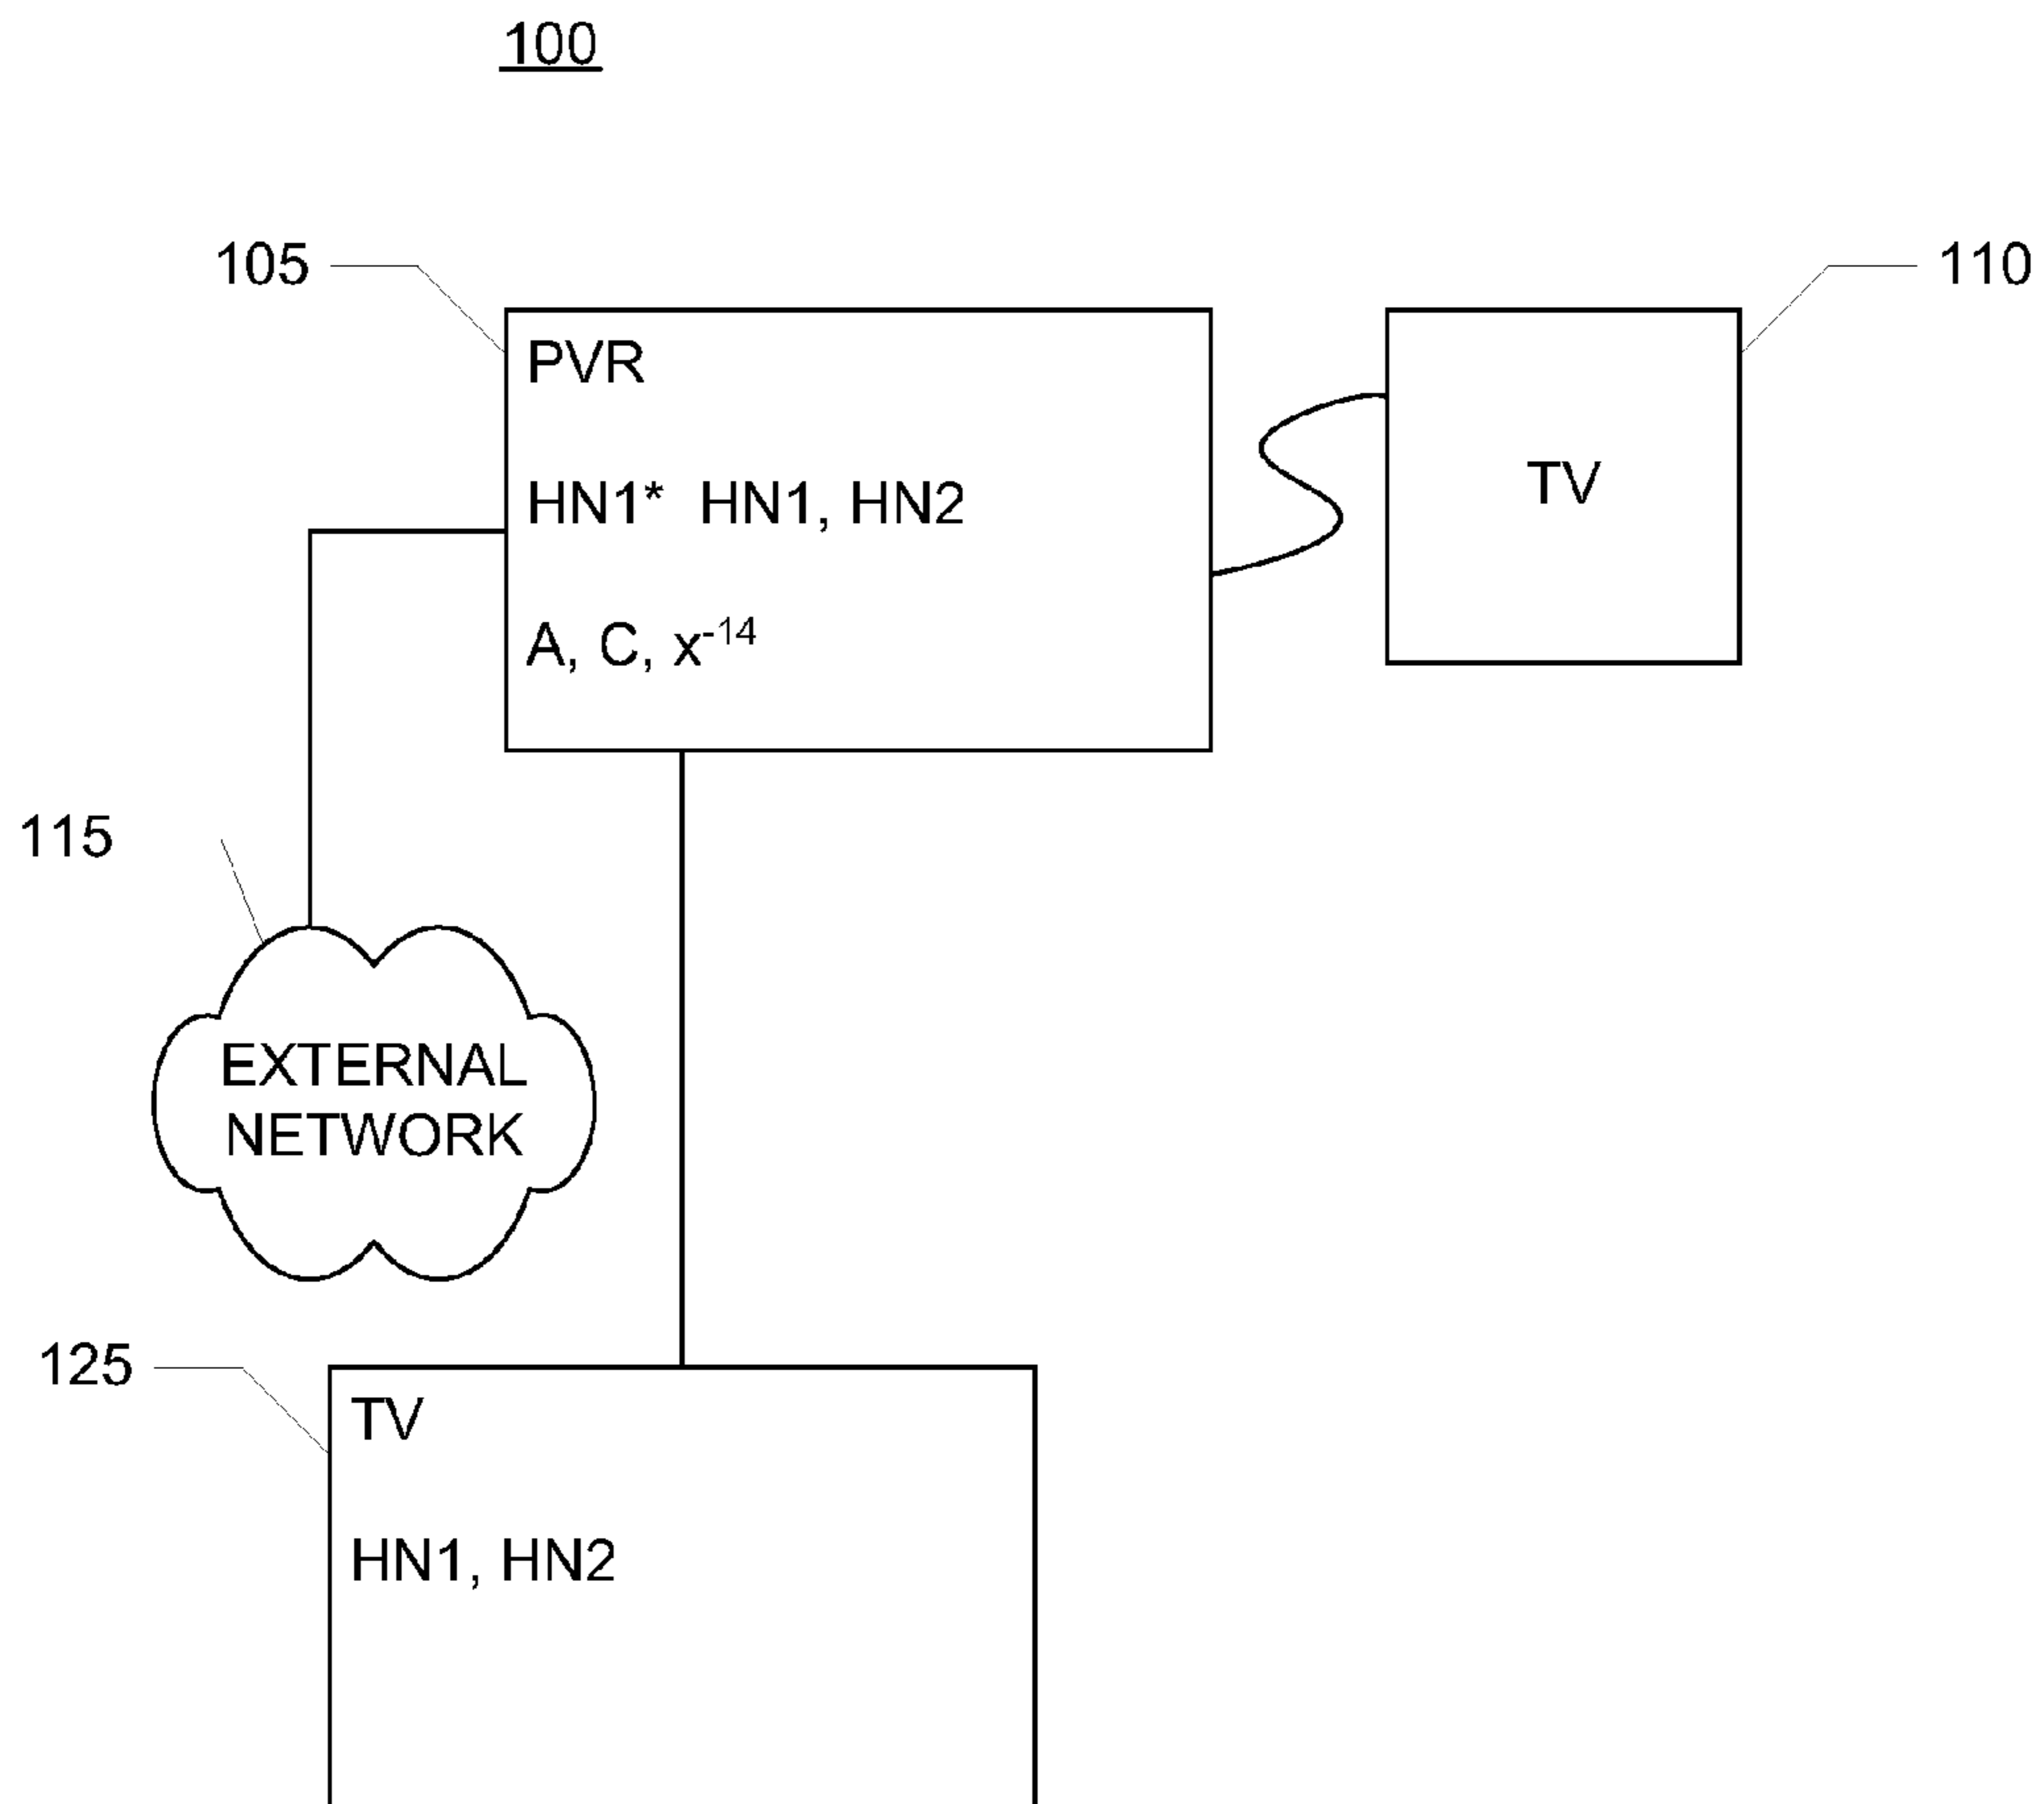 100
105
110
PVR
HN1* HN1, HN2
TV
A, C, x⁻¹⁴
115
EXTERNAL
NETWORK
125
TV
HN1, HN2